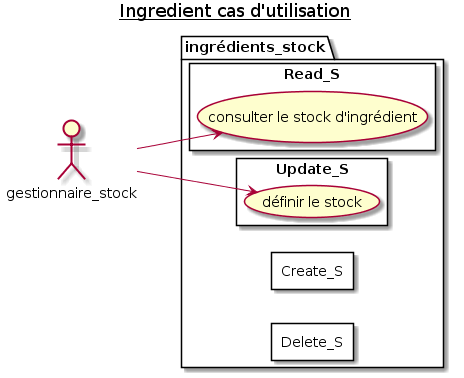 Ingredient cas d'utilisation
ingrédients_stock
Read_S
consulter le stock d'ingrédient
gestionnaire_stock
Update_S
définir le stock
Create_S
Delete_S